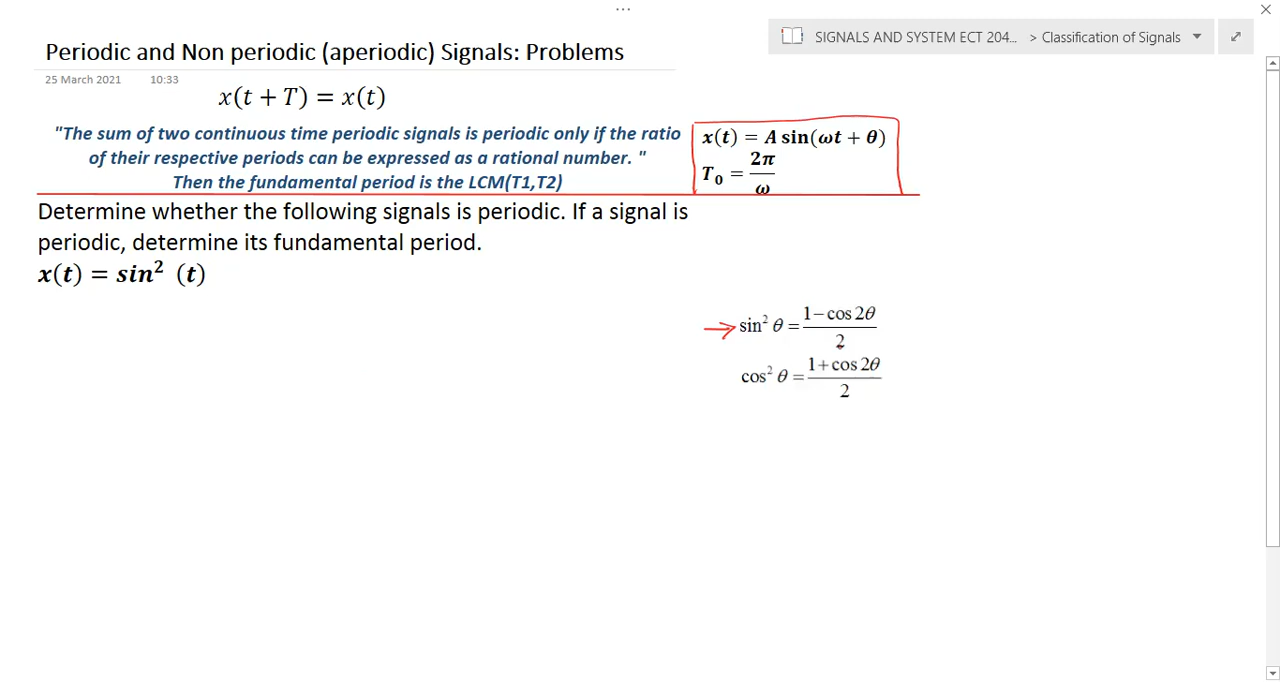 ...
SIGNALS AND SYSTEM ECT 204... > Classification of Signals
Periodic and Non periodic (aperiodic) Signals: Problems
25 March 2021 10:33
x(t + T) = x(t)
"The sum of two continuous time periodic signals is periodic only if the ratio
of their respective periods can be expressed as a rational number. "
Then the fundamental period is the LCM(T1,T2)
x(t) = A sin(ωt + θ)
T₀ = 2π/ω
Determine whether the following signals is periodic. If a signal is
periodic, determine its fundamental period.
x(t) = sin² (t)
sin² θ = (1−cos 2θ)/2
cos² θ = (1+cos 2θ)/2